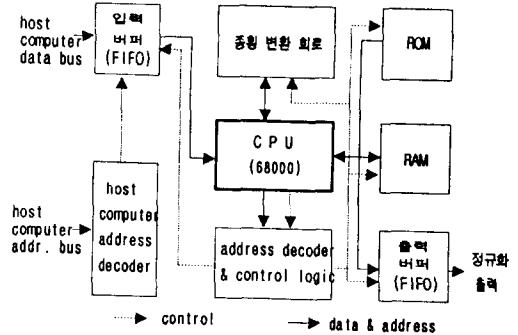 host
computer
data bus
입력
버퍼
(FIFO)
종횡 변환 회로
ROM
C P U
(68000)
RAM
host
computer
addr. bus
host
computer
address
decoder
address decoder
& control logic
출력
버퍼
(FIFO)
정규화
출력
control
data & address